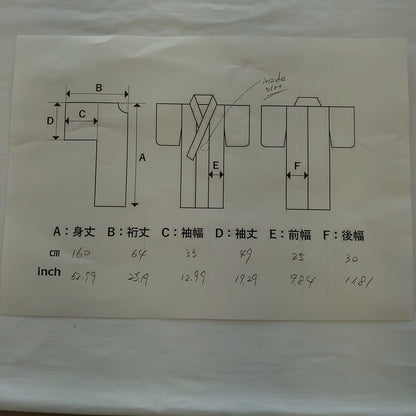 inside
B
C
D
A
E
F
A：身丈 B：裄丈 C：袖幅 D：袖丈 E：前幅 F：後幅
cm 160 64 33 49 25 30
inch 62.99 25.19 12.99 19.29 9.84 11.81